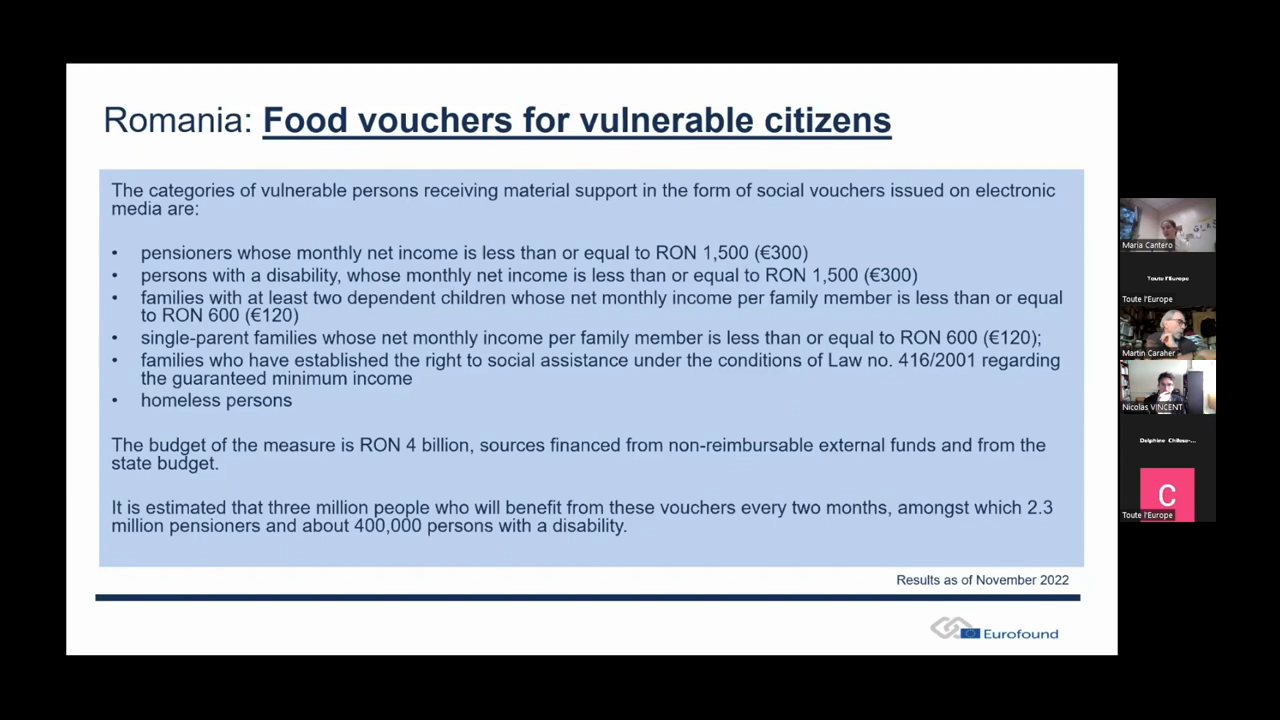 Romania: Food vouchers for vulnerable citizens
The categories of vulnerable persons receiving material support in the form of social vouchers issued on electronic
media are:
• pensioners whose monthly net income is less than or equal to RON 1,500 (€300)
• persons with a disability, whose monthly net income is less than or equal to RON 1,500 (€300)
• families with at least two dependent children whose net monthly income per family member is less than or equal
to RON 600 (€120)
• single-parent families whose net monthly income per family member is less than or equal to RON 600 (€120);
• families who have established the right to social assistance under the conditions of Law no. 416/2001 regarding
the guaranteed minimum income
• homeless persons
The budget of the measure is RON 4 billion, sources financed from non-reimbursable external funds and from the
state budget.
It is estimated that three million people who will benefit from these vouchers every two months, amongst which 2.3
million pensioners and about 400,000 persons with a disability.
Results as of November 2022
Eurofound
María Cantero
Toute l'Europe
Toute l'Europe
Martin Caraher
Nicolas VINCENT
Delphine
C
Toute l'Europe